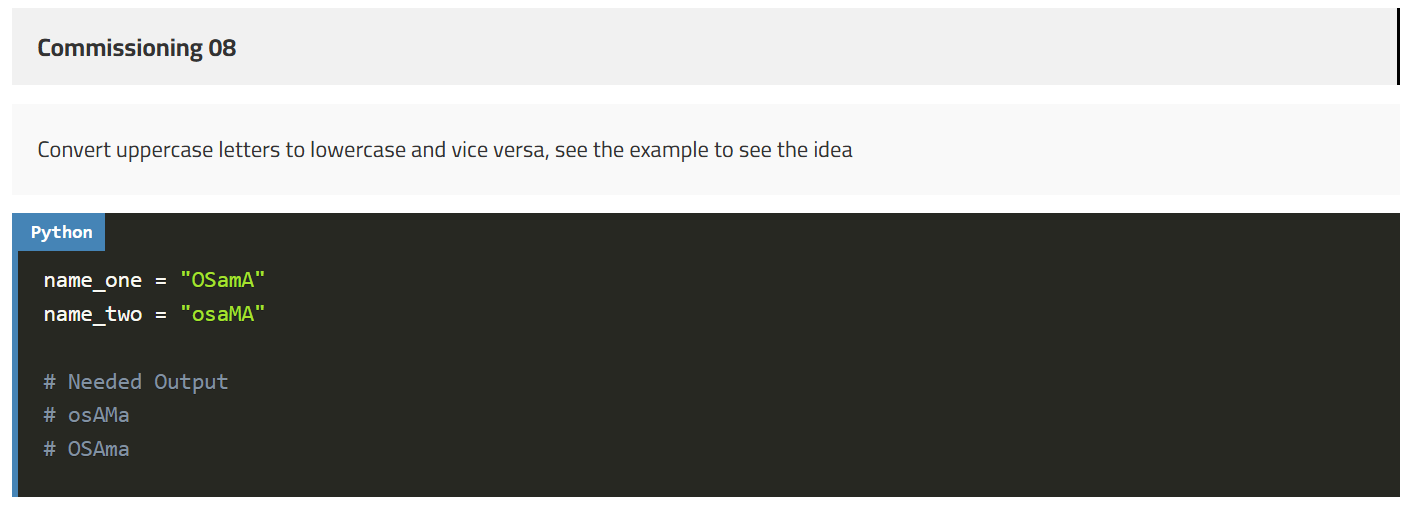 Commissioning 08
Convert uppercase letters to lowercase and vice versa, see the example to see the idea
Python
name_one = "OSamA"
name_two = "osaMA"
# Needed Output
# osAMa
# OSAma